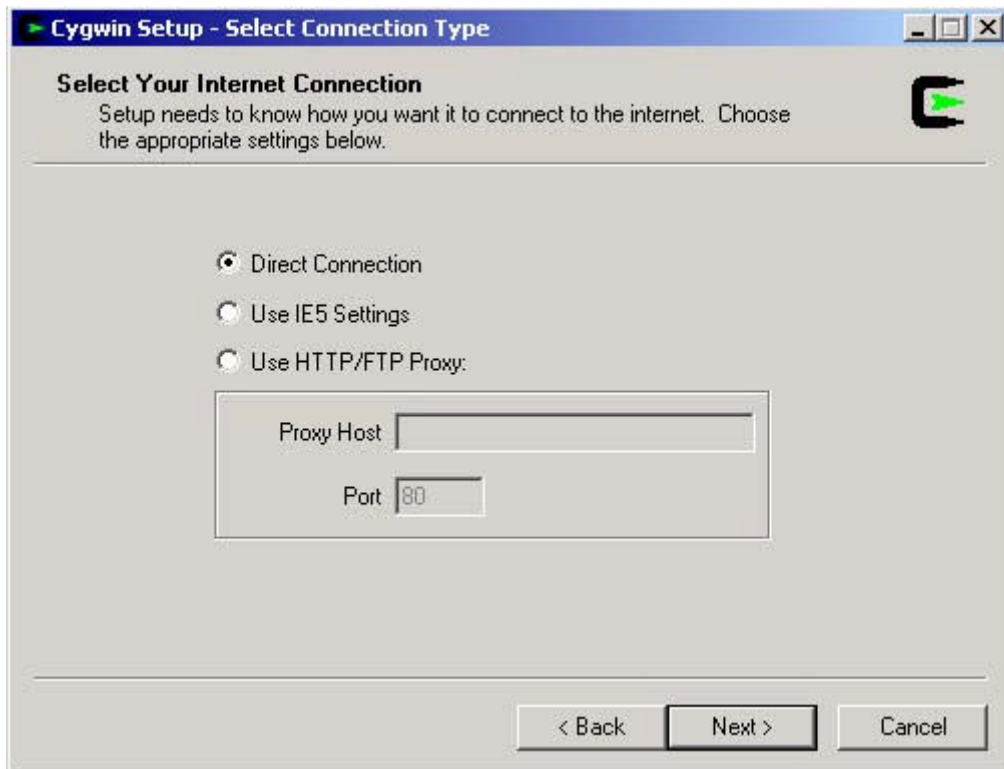 Cygwin Setup - Select Connection Type
Select Your Internet Connection
Setup needs to know how you want it to connect to the internet.  Choose
the appropriate settings below.
Direct Connection
Use IE5 Settings
Use HTTP/FTP Proxy:
Proxy Host
Port 80
< Back Next > Cancel